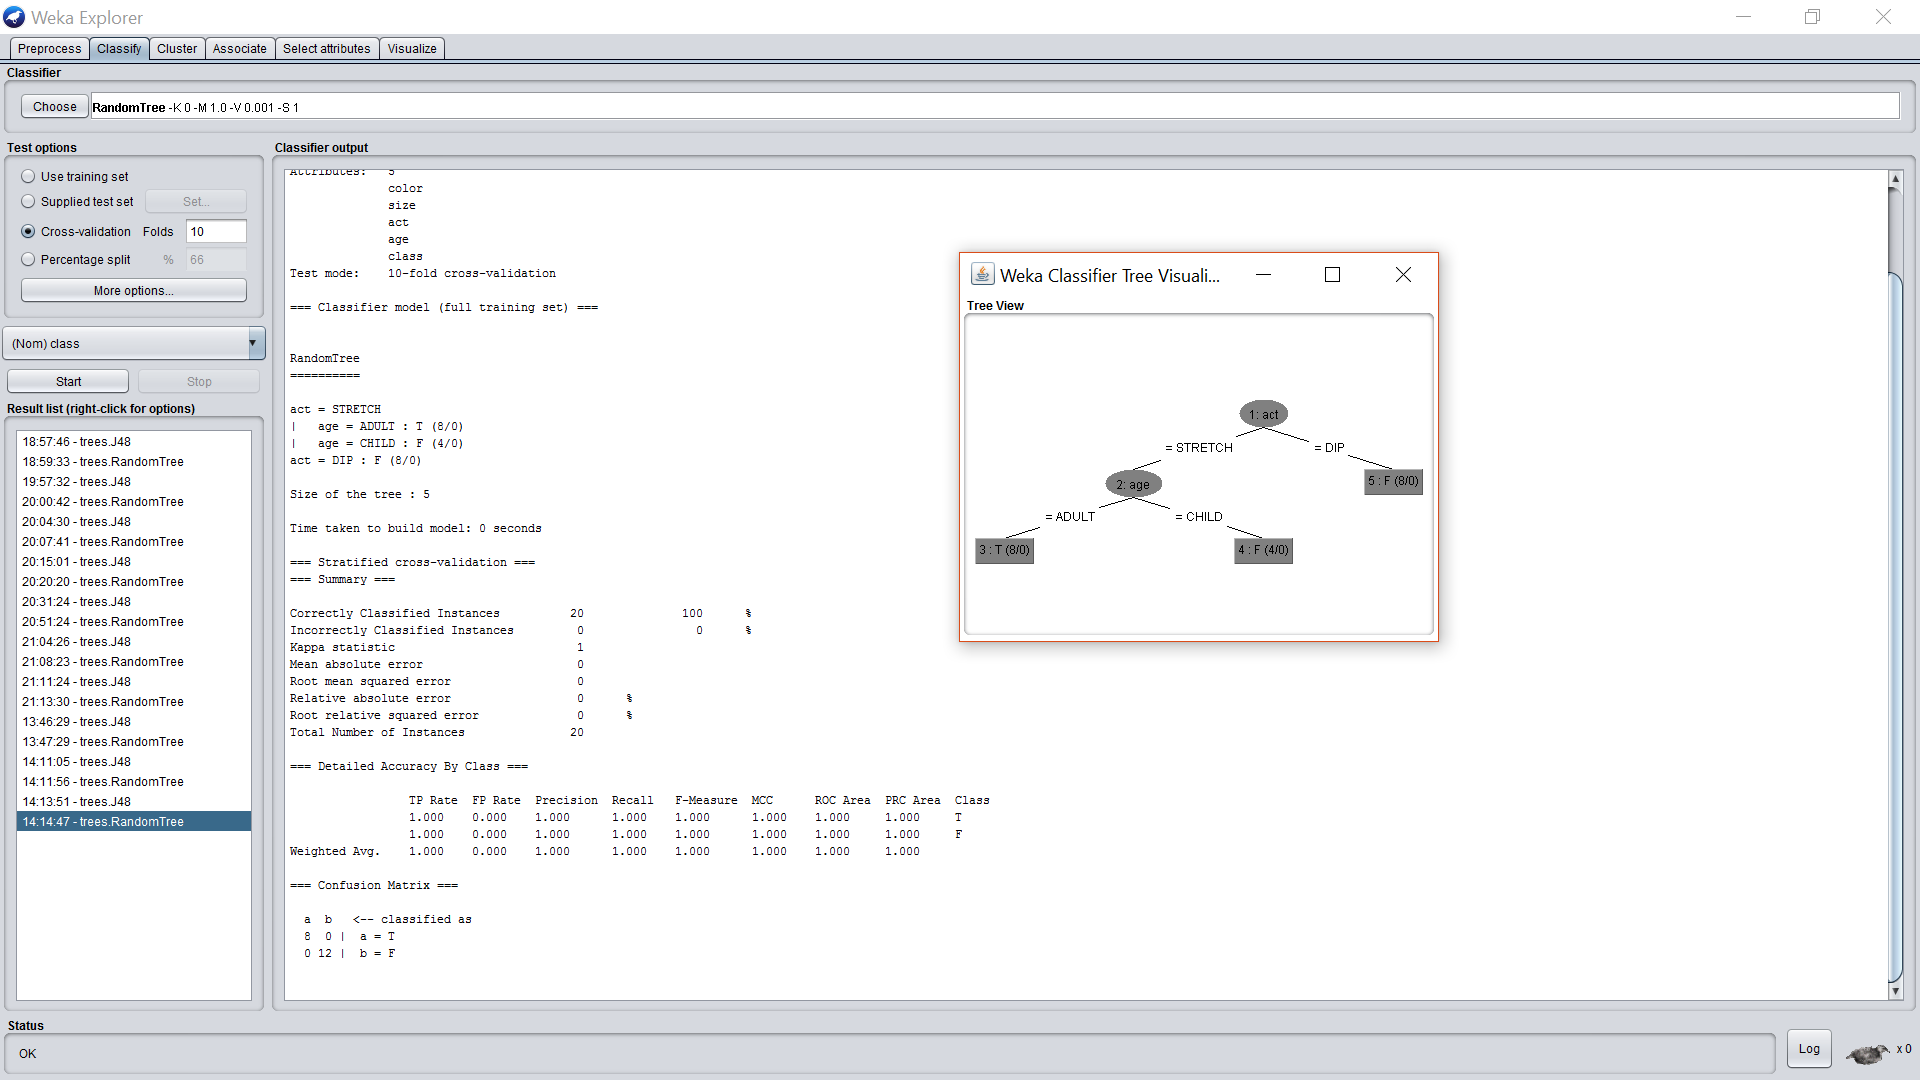 Weka Explorer
Preprocess Classify Cluster Associate Select attributes Visualize
Classifier
Choose RandomTree -K 0 -M 1.0 -V 0.001 -S 1
Test options
Use training set
Supplied test set Set...
Cross-validation Folds 10
Percentage split % 66
More options...
(Nom) class
Start Stop
Result list (right-click for options)
18:57:46 - trees.J48
18:59:33 - trees.RandomTree
19:57:32 - trees.J48
20:00:42 - trees.RandomTree
20:04:30 - trees.J48
20:07:41 - trees.RandomTree
20:15:01 - trees.J48
20:20:20 - trees.RandomTree
20:31:24 - trees.J48
20:51:24 - trees.RandomTree
21:04:26 - trees.J48
21:08:23 - trees.RandomTree
21:11:24 - trees.J48
21:13:30 - trees.RandomTree
13:46:29 - trees.J48
13:47:29 - trees.RandomTree
14:11:05 - trees.J48
14:11:56 - trees.RandomTree
14:13:51 - trees.J48
14:14:47 - trees.RandomTree
Classifier output
Attributes: 5
color
size
act
age
class
Test mode: 10-fold cross-validation
=== Classifier model (full training set) ===
RandomTree
==========
act = STRETCH
| age = ADULT : T (8/0)
| age = CHILD : F (4/0)
act = DIP : F (8/0)
Size of the tree : 5
Time taken to build model: 0 seconds
=== Stratified cross-validation ===
=== Summary ===
Correctly Classified Instances 20 100 %
Incorrectly Classified Instances 0 0 %
Kappa statistic 1
Mean absolute error 0
Root mean squared error 0
Relative absolute error 0 %
Root relative squared error 0 %
Total Number of Instances 20
=== Detailed Accuracy By Class ===
TP Rate FP Rate Precision Recall F-Measure MCC ROC Area PRC Area Class
1.000 0.000 1.000 1.000 1.000 1.000 1.000 1.000 T
1.000 0.000 1.000 1.000 1.000 1.000 1.000 1.000 F
Weighted Avg. 1.000 0.000 1.000 1.000 1.000 1.000 1.000 1.000
=== Confusion Matrix ===
a b <-- classified as
8 0 | a = T
0 12 | b = F
Weka Classifier Tree Visuali...
Tree View
1: act
= STRETCH = DIP
2: age 5 : F (8/0)
= ADULT = CHILD
3 : T (8/0) 4 : F (4/0)
Status
OK
Log x 0